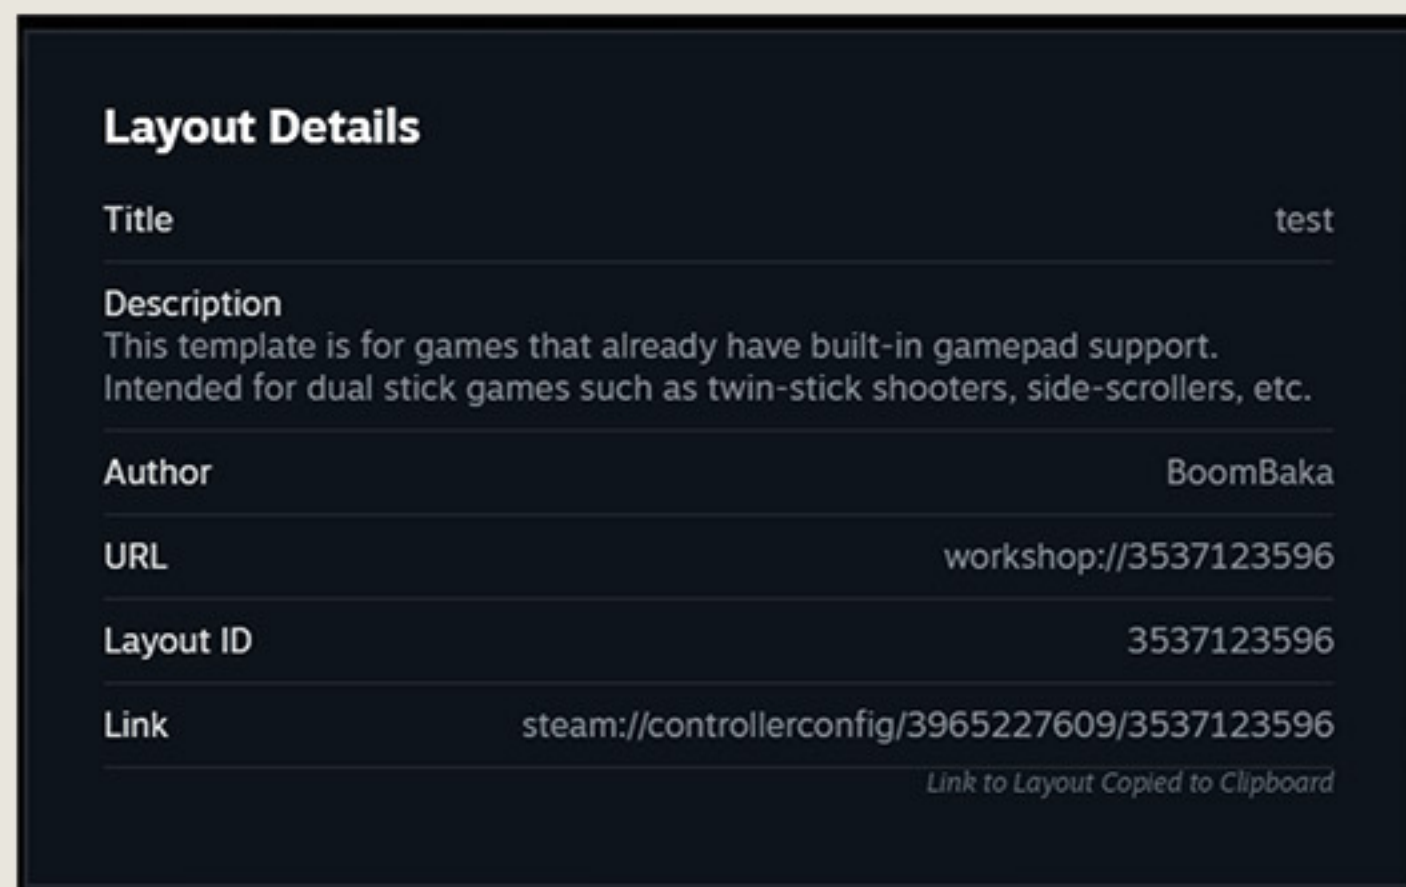 Layout Details
Title test
Description
This template is for games that already have built-in gamepad support.
Intended for dual stick games such as twin-stick shooters, side-scrollers, etc.
Author BoomBaka
URL workshop://3537123596
Layout ID 3537123596
Link steam://controllerconfig/3965227609/3537123596
Link to Layout Copied to Clipboard